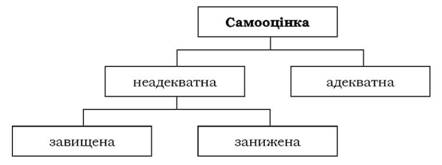 Самооцінка
неадекватна
адекватна
завищена
занижена